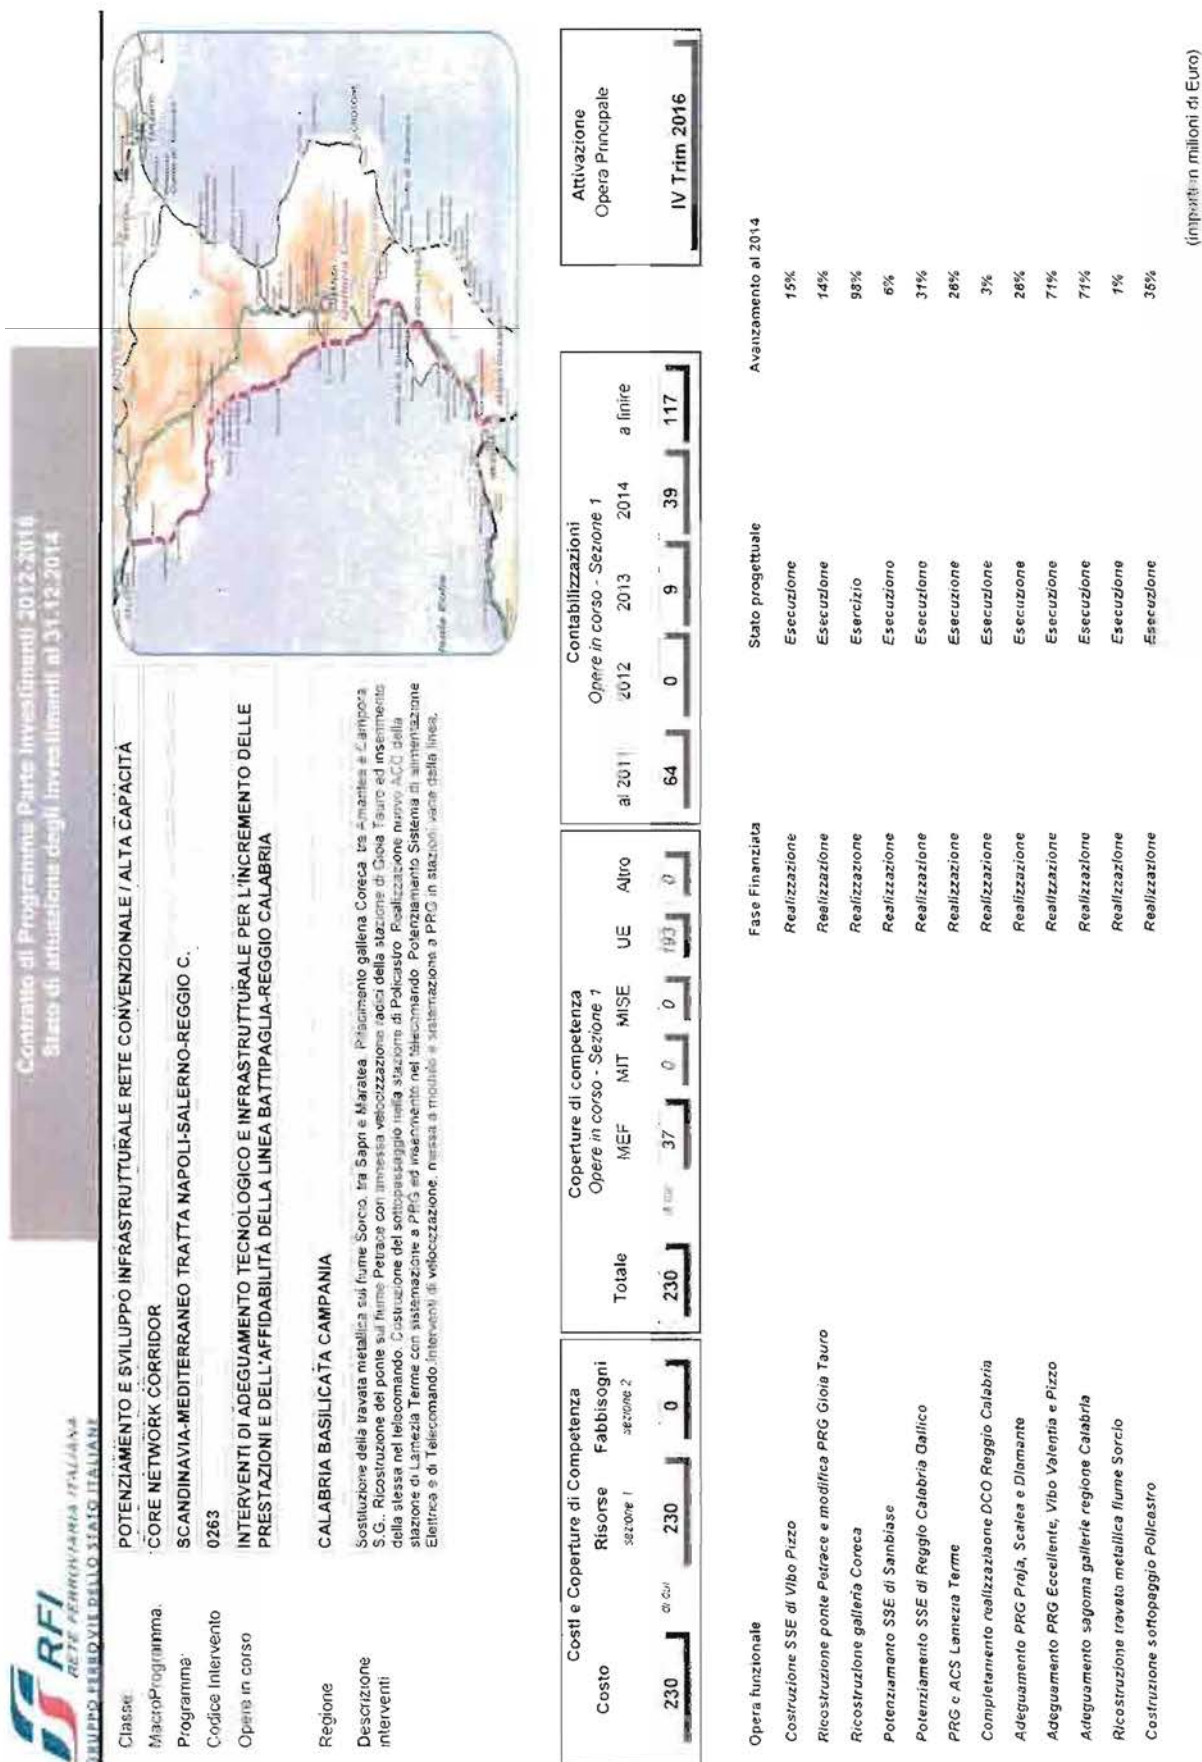 Contratto di Programma Parte Investimenti 2012-2016
Stato di attuazione degli Investimenti al 31.12.2014
RFI
RETE FERROVIARIA ITALIANA
GRUPPO FERROVIE DELLO STATO ITALIANE
Classe: POTENZIAMENTO E SVILUPPO INFRASTRUTTURALE RETE CONVENZIONALE / ALTA CAPACITÀ
MacroProgramma: CORE NETWORK CORRIDOR
Programma: SCANDINAVIA-MEDITERRANEO TRATTA NAPOLI-SALERNO-REGGIO C.
Codice Intervento 0263
Opere in corso INTERVENTI DI ADEGUAMENTO TECNOLOGICO E INFRASTRUTTURALE PER L'INCREMENTO DELLE
PRESTAZIONI E DELL'AFFIDABILITÀ DELLA LINEA BATTIPAGLIA-REGGIO CALABRIA
Regione CALABRIA BASILICATA CAMPANIA
Descrizione interventi
Sostituzione della travata metallica sul fiume Sorcio, tra Sapri e Maratea. Rifacimento galleria Coreca, tra Amantea e Campora
S.G.. Ricostruzione del ponte sul fiume Petrace con annessa velocizzazione radici della stazione di Gioia Tauro ed inserimento
della stessa nel telecomando. Costruzione del sottopassaggio nella stazione di Policastro Realizzazione nuovo ACC della
stazione di Lamezia Terme con sistemazione a PRG ed inserimento nel telecomando Potenziamento Sistema di alimentazione
Elettrica e di Telecomando.Interventi di velocizzazione, messa a modulo e sistemazione a PRG in stazioni varie della linea.
Costi e Coperture di Competenza
Costo Risorse Fabbisogni
sezione 1 sezione 2
230 di cui 230 0
Coperture di competenza
Opere in corso - Sezione 1
Totale MEF MIT MISE UE Altro
230 37 0 0 193 0
Contabilizzazioni
Opere in corso - Sezione 1
al 2011 2012 2013 2014 a finire
64 0 9 39 117
Attivazione
Opera Principale
IV Trim 2016
Opera funzionale Fase Finanziata Stato progettuale Avanzamento al 2014
Costruzione SSE di Vibo Pizzo Realizzazione Esecuzione 15%
Ricostruzione ponte Petrace e modifica PRG Gioia Tauro Realizzazione Esecuzione 14%
Ricostruzione galleria Coreca Realizzazione Esercizio 98%
Potenziamento SSE di Sambiase Realizzazione Esecuzione 6%
Potenziamento SSE di Reggio Calabria Gallico Realizzazione Esecuzione 31%
PRG e ACS Lamezia Terme Realizzazione Esecuzione 26%
Completamento realizzazione DCO Reggio Calabria Realizzazione Esecuzione 3%
Adeguamento PRG Praja, Scalea e Diamante Realizzazione Esecuzione 26%
Adeguamento PRG Eccellente, Vibo Valentia e Pizzo Realizzazione Esecuzione 71%
Adeguamento sagoma gallerie regione Calabria Realizzazione Esecuzione 71%
Ricostruzione travata metallica fiume Sorcio Realizzazione Esecuzione 1%
Costruzione sottopaggio Policastro Realizzazione Esecuzione 35%
(importi in milioni di Euro)